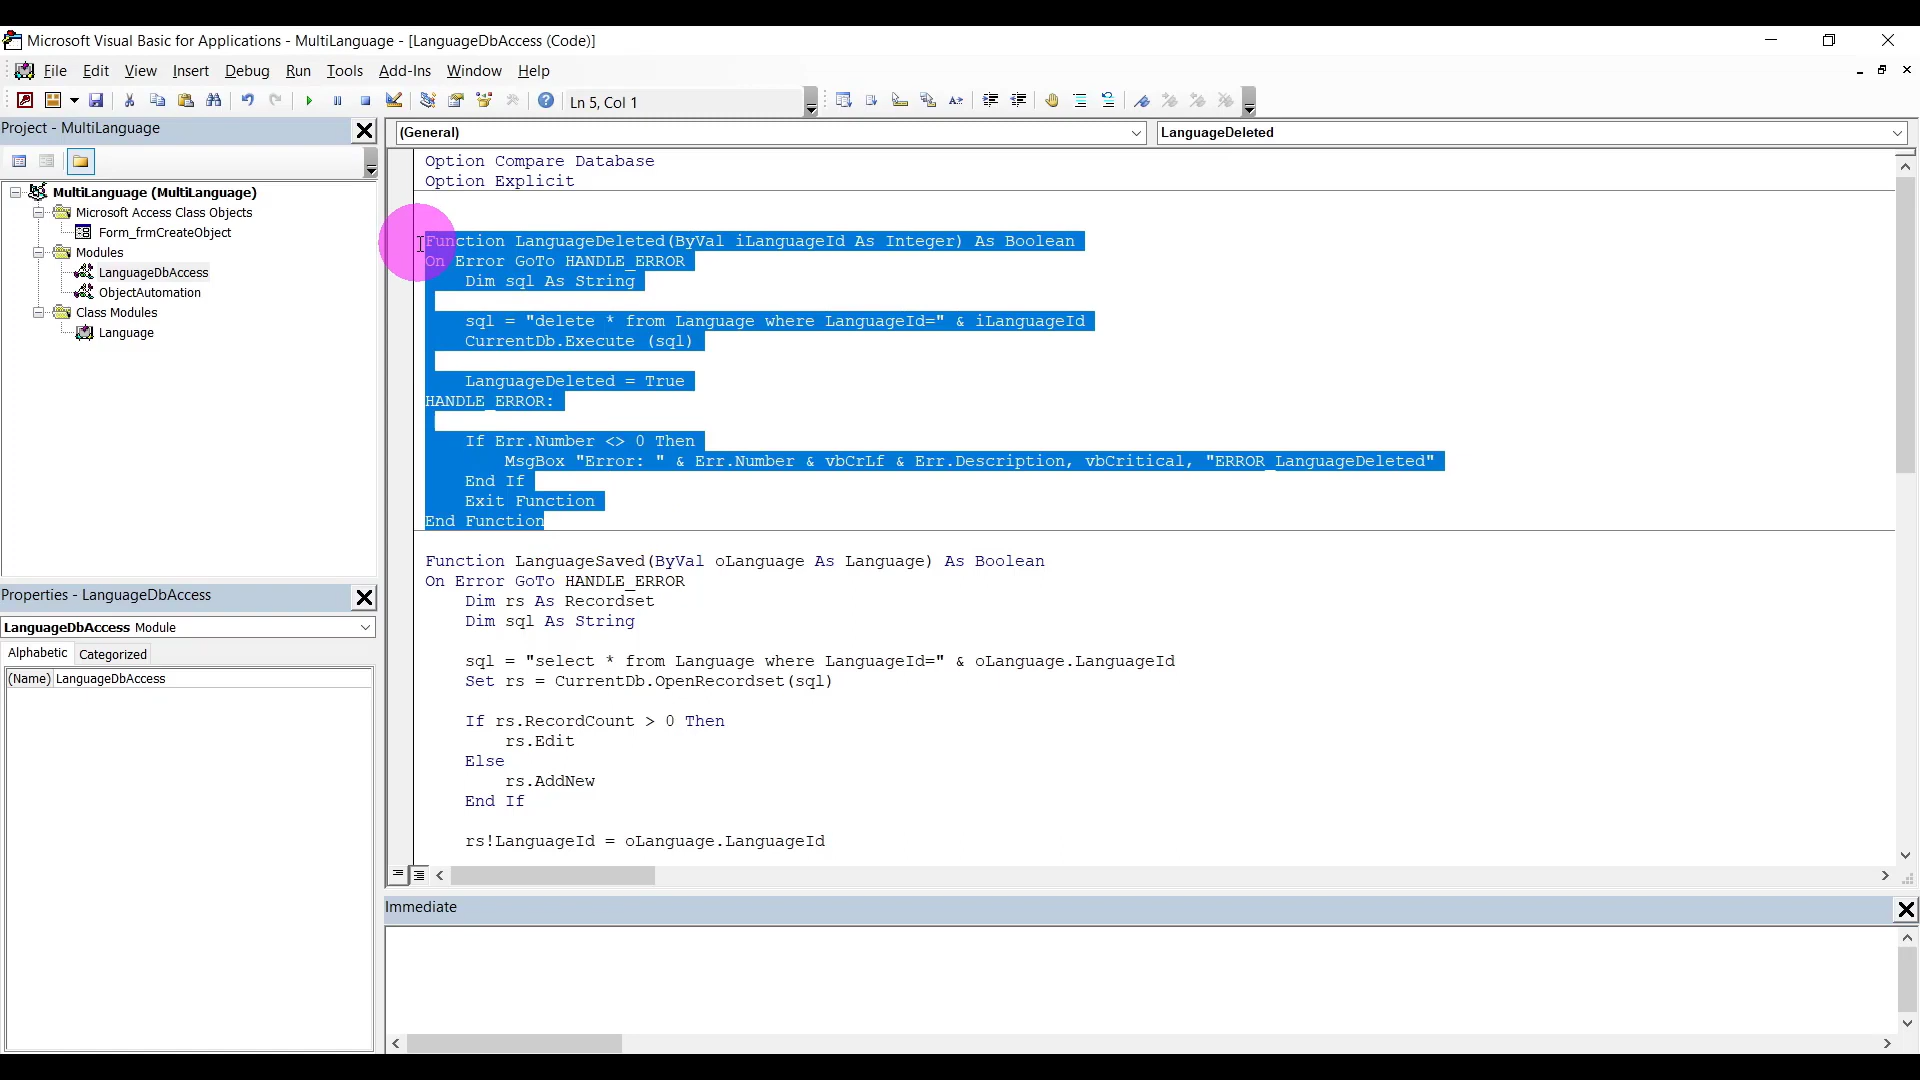 Microsoft Visual Basic for Applications - MultiLanguage - [LanguageDbAccess (Code)]
File Edit View Insert Debug Run Tools Add-Ins Window Help
Ln 5, Col 1
Project - MultiLanguage
MultiLanguage (MultiLanguage)
Microsoft Access Class Objects
Form_frmCreateObject
Modules
LanguageDbAccess
ObjectAutomation
Class Modules
Language
Properties - LanguageDbAccess
LanguageDbAccess Module
Alphabetic Categorized
(Name) LanguageDbAccess
(General) LanguageDeleted
Option Compare Database
Option Explicit
Function LanguageDeleted(ByVal iLanguageId As Integer) As Boolean
On Error GoTo HANDLE_ERROR
Dim sql As String
sql = "delete * from Language where LanguageId=" & iLanguageId
CurrentDb.Execute (sql)
LanguageDeleted = True
HANDLE_ERROR:
If Err.Number <> 0 Then
MsgBox "Error: " & Err.Number & vbCrLf & Err.Description, vbCritical, "ERROR_LanguageDeleted"
End If
Exit Function
End Function
Function LanguageSaved(ByVal oLanguage As Language) As Boolean
On Error GoTo HANDLE_ERROR
Dim rs As Recordset
Dim sql As String
sql = "select * from Language where LanguageId=" & oLanguage.LanguageId
Set rs = CurrentDb.OpenRecordset(sql)
If rs.RecordCount > 0 Then
rs.Edit
Else
rs.AddNew
End If
rs!LanguageId = oLanguage.LanguageId
Immediate